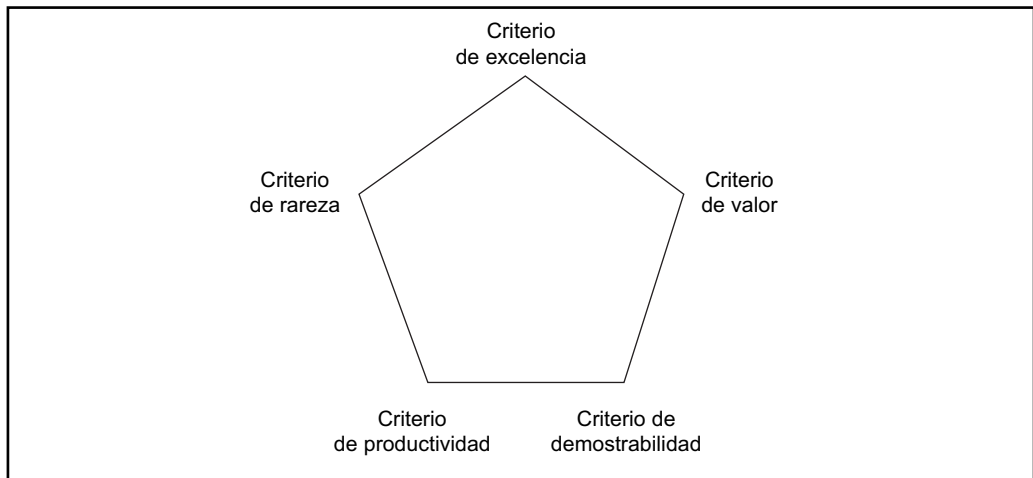 Criterio
de excelencia
Criterio
de rareza
Criterio
de valor
Criterio
de productividad
Criterio de
demostrabilidad